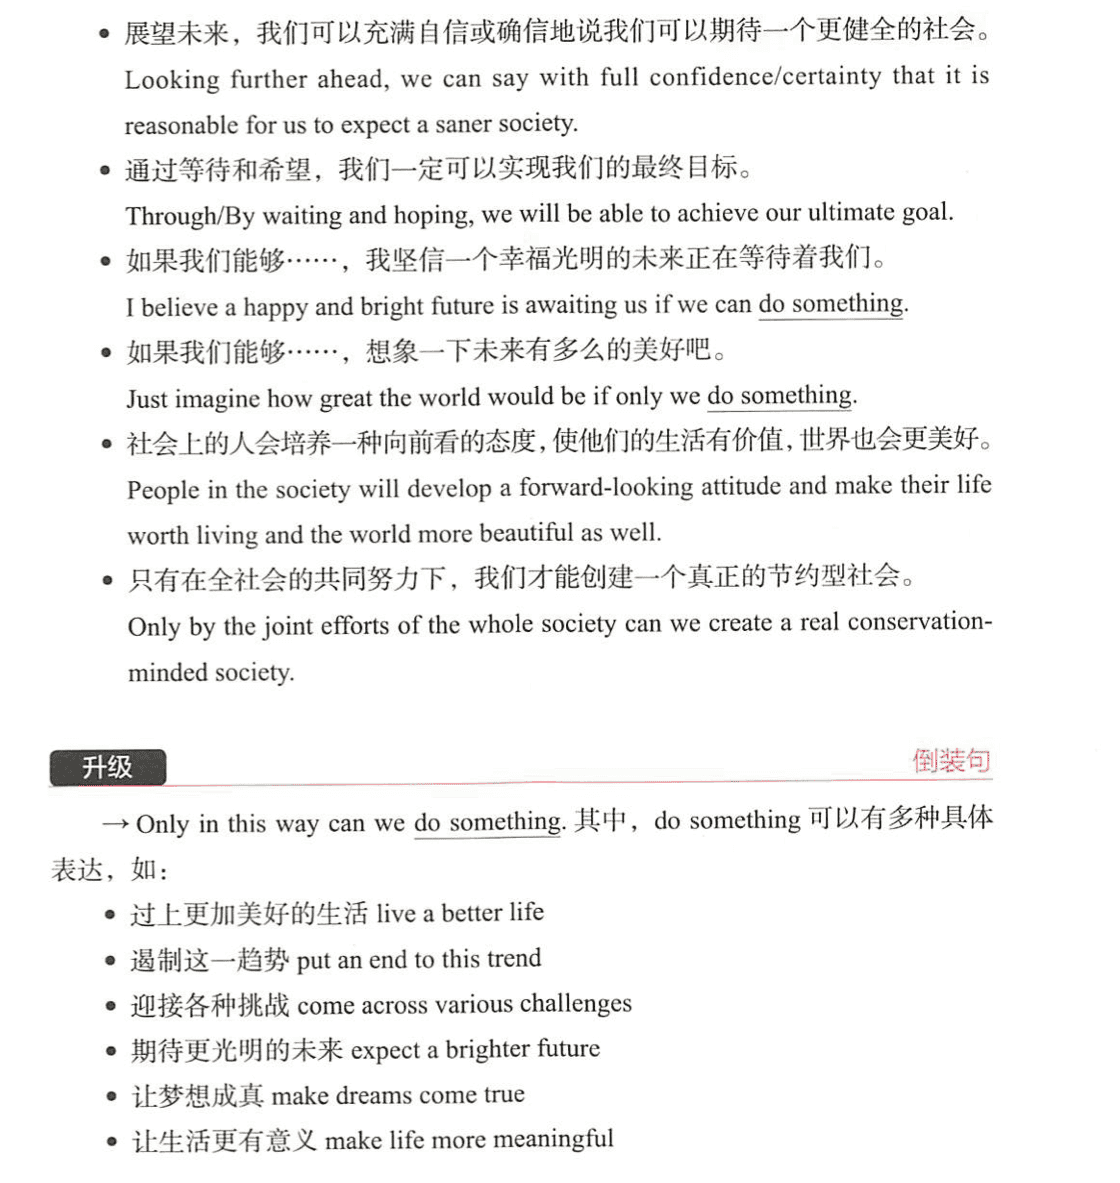 • 展望未来，我们可以充满自信或确信地说我们可以期待一个更健全的社会。
Looking further ahead, we can say with full confidence/certainty that it is
reasonable for us to expect a saner society.
• 通过等待和希望，我们一定可以实现我们的最终目标。
Through/By waiting and hoping, we will be able to achieve our ultimate goal.
• 如果我们能够……，我坚信一个幸福光明的未来正在等待着我们。
I believe a happy and bright future is awaiting us if we can do something.
• 如果我们能够……，想象一下未来有多么的美好吧。
Just imagine how great the world would be if only we do something.
• 社会上的人会培养一种向前看的态度，使他们的生活有价值，世界也会更美好。
People in the society will develop a forward-looking attitude and make their life
worth living and the world more beautiful as well.
• 只有在全社会的共同努力下，我们才能创建一个真正的节约型社会。
Only by the joint efforts of the whole society can we create a real conservation-
minded society.
升级 倒装句
→ Only in this way can we do something. 其中，do something 可以有多种具体
表达，如：
• 过上更加美好的生活 live a better life
• 遏制这一趋势 put an end to this trend
• 迎接各种挑战 come across various challenges
• 期待更光明的未来 expect a brighter future
• 让梦想成真 make dreams come true
• 让生活更有意义 make life more meaningful